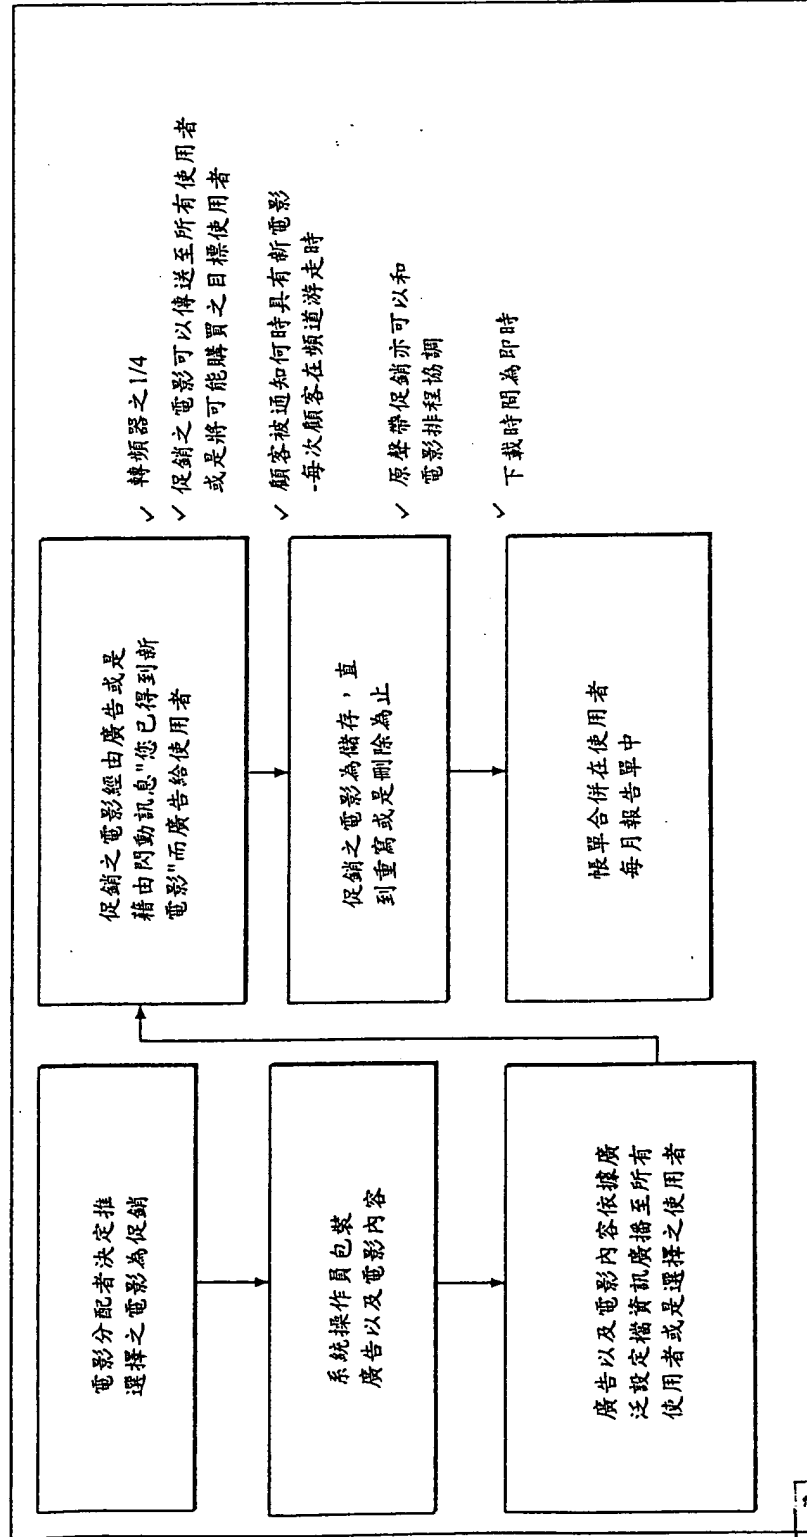 電影分配者決定推
選擇之電影為促銷
系統操作員包裝
廣告以及電影內容
廣告以及電影內容依據廣
泛設定檔資訊廣播至所有
使用者或是選擇之使用者
促銷之電影經由廣告或是
藉由閃動訊息"您已得到新
電影"而廣告給使用者
促銷之電影為儲存，直
到重寫或是刪除為止
帳單合併在使用者
每月報告單中
✓ 轉頻器之1/4
✓ 促銷之電影可以傳送至所有使用者
或是將可能購買之目標使用者
✓ 顧客被通知何時具有新電影
-每次顧客在頻道游走時
✓ 原聲帶促銷亦可以和
電影排程協調
✓ 下載時間為即時